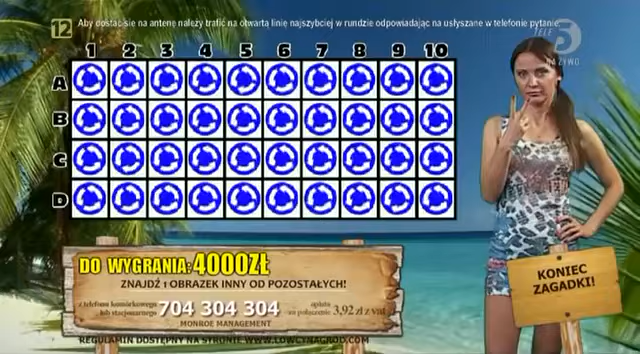 12
Aby dostać się na antenę należy trafić na otwartą linię najszybciej w rundzie odpowiadając na usłyszane w telefonie pytanie
TELE 5
NA ŻYWO
1 2 3 4 5 6 7 8 9 10
A
B
C
D
DO WYGRANIA: 4000ZŁ
ZNAJDŹ 1 OBRAZEK INNY OD POZOSTAŁYCH!
z telefonu komórkowego
lub stacjonarnego
704 304 304
opłata
za połączenie 3,92 zł z vat
MONROE MANAGEMENT
REGULAMIN DOSTĘPNY NA STRONIE WWW.LOWCYNAGROD.COM
KONIEC
ZAGADKI!